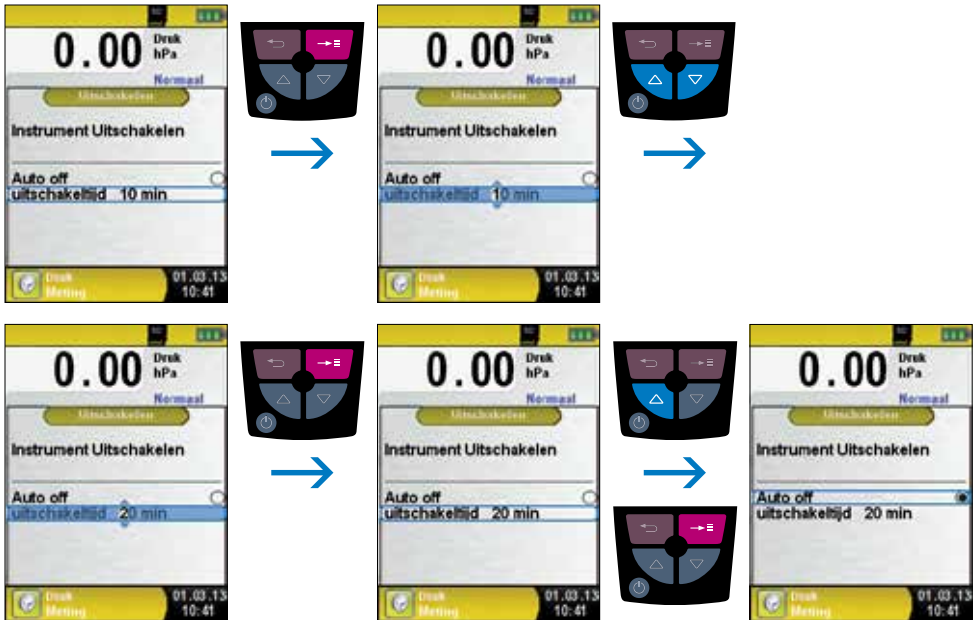 0.00 Druk
hPa
Normaal
Uitschakelen
Instrument Uitschakelen
Auto off
uitschakeltijd 10 min
Druk
Meting
01.03.13
10:41
0.00 Druk
hPa
Normaal
Uitschakelen
Instrument Uitschakelen
Auto off
uitschakeltijd 10 min
Druk
Meting
01.03.13
10:41
0.00 Druk
hPa
Normaal
Uitschakelen
Instrument Uitschakelen
Auto off
uitschakeltijd 20 min
Druk
Meting
01.03.13
10:41
0.00 Druk
hPa
Normaal
Uitschakelen
Instrument Uitschakelen
Auto off
uitschakeltijd 20 min
Druk
Meting
01.03.13
10:41
0.00 Druk
hPa
Normaal
Uitschakelen
Instrument Uitschakelen
Auto off
uitschakeltijd 20 min
Druk
Meting
01.03.13
10:41